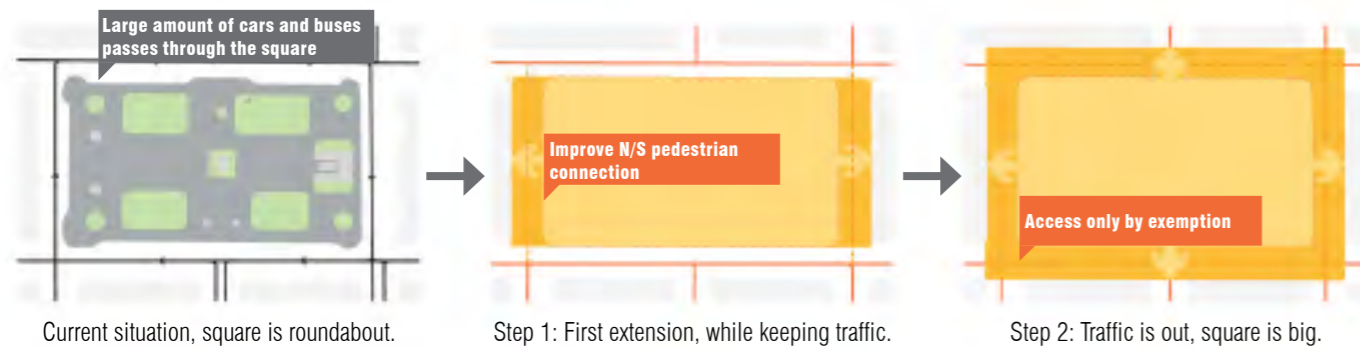 Large amount of cars and buses
passes through the square
Improve N/S pedestrian
connection
Access only by exemption
Current situation, square is roundabout.
Step 1: First extension, while keeping traffic.
Step 2: Traffic is out, square is big.